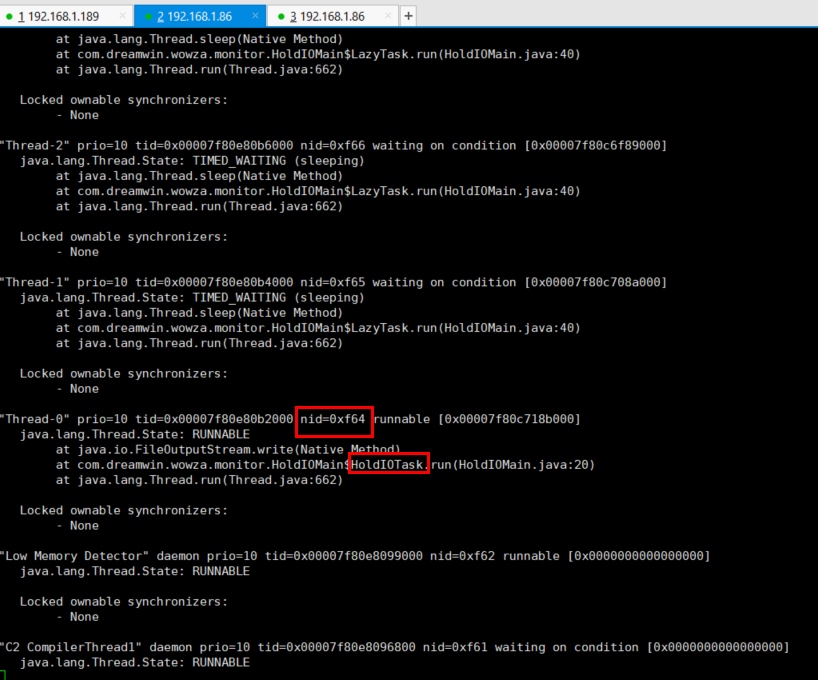 1 192.168.1.189 × 2 192.168.1.86 × 3 192.168.1.86 × +
at java.lang.Thread.sleep(Native Method)
at com.dreamwin.wowza.monitor.HoldIOMain$LazyTask.run(HoldIOMain.java:40)
at java.lang.Thread.run(Thread.java:662)
Locked ownable synchronizers:
- None
"Thread-2" prio=10 tid=0x00007f80e80b6000 nid=0xf66 waiting on condition [0x00007f80c6f89000]
java.lang.Thread.State: TIMED_WAITING (sleeping)
at java.lang.Thread.sleep(Native Method)
at com.dreamwin.wowza.monitor.HoldIOMain$LazyTask.run(HoldIOMain.java:40)
at java.lang.Thread.run(Thread.java:662)
Locked ownable synchronizers:
- None
"Thread-1" prio=10 tid=0x00007f80e80b4000 nid=0xf65 waiting on condition [0x00007f80c708a000]
java.lang.Thread.State: TIMED_WAITING (sleeping)
at java.lang.Thread.sleep(Native Method)
at com.dreamwin.wowza.monitor.HoldIOMain$LazyTask.run(HoldIOMain.java:40)
at java.lang.Thread.run(Thread.java:662)
Locked ownable synchronizers:
- None
"Thread-0" prio=10 tid=0x00007f80e80b2000 nid=0xf64 runnable [0x00007f80c718b000]
java.lang.Thread.State: RUNNABLE
at java.io.FileOutputStream.write(Native Method)
at com.dreamwin.wowza.monitor.HoldIOMain$HoldIOTask.run(HoldIOMain.java:20)
at java.lang.Thread.run(Thread.java:662)
Locked ownable synchronizers:
- None
"Low Memory Detector" daemon prio=10 tid=0x00007f80e8099000 nid=0xf62 runnable [0x0000000000000000]
java.lang.Thread.State: RUNNABLE
Locked ownable synchronizers:
- None
"C2 CompilerThread1" daemon prio=10 tid=0x00007f80e8096800 nid=0xf61 waiting on condition [0x0000000000000000]
java.lang.Thread.State: RUNNABLE